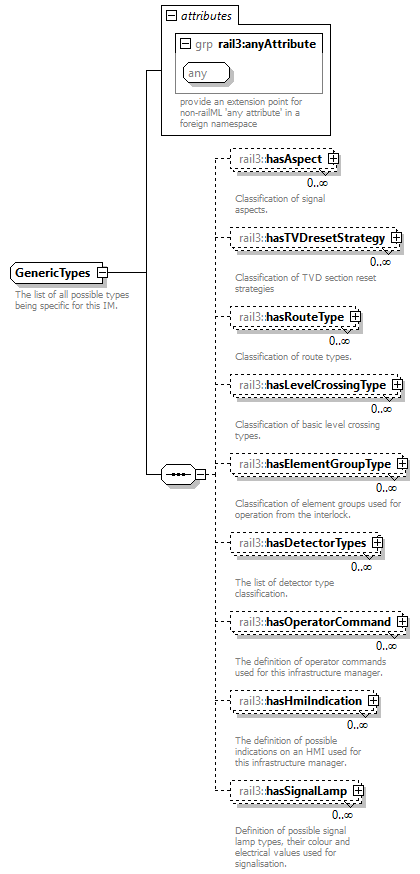 attributes
grp rail3:anyAttribute
any
provide an extension point for
non-railML 'any attribute' in a
foreign namespace
GenericTypes
The list of all possible types
being specific for this IM.
rail3::hasAspect
0..∞
Classification of signal
aspects.
rail3::hasTVDresetStrategy
0..∞
Classification of TVD section reset
strategies
rail3::hasRouteType
0..∞
Classification of route types.
rail3::hasLevelCrossingType
0..∞
Classification of basic level crossing
types.
rail3::hasElementGroupType
0..∞
Classification of element groups used for
operation from the interlock.
rail3::hasDetectorTypes
0..∞
The list of detector type
classification.
rail3::hasOperatorCommand
0..∞
The definition of operator commands
used for this infrastructure manager.
rail3::hasHmiIndication
0..∞
The definition of possible
indications on an HMI used for
this infrastructure manager.
rail3::hasSignalLamp
0..∞
Definition of possible signal
lamp types, their colour and
electrical values used for
signalisation.